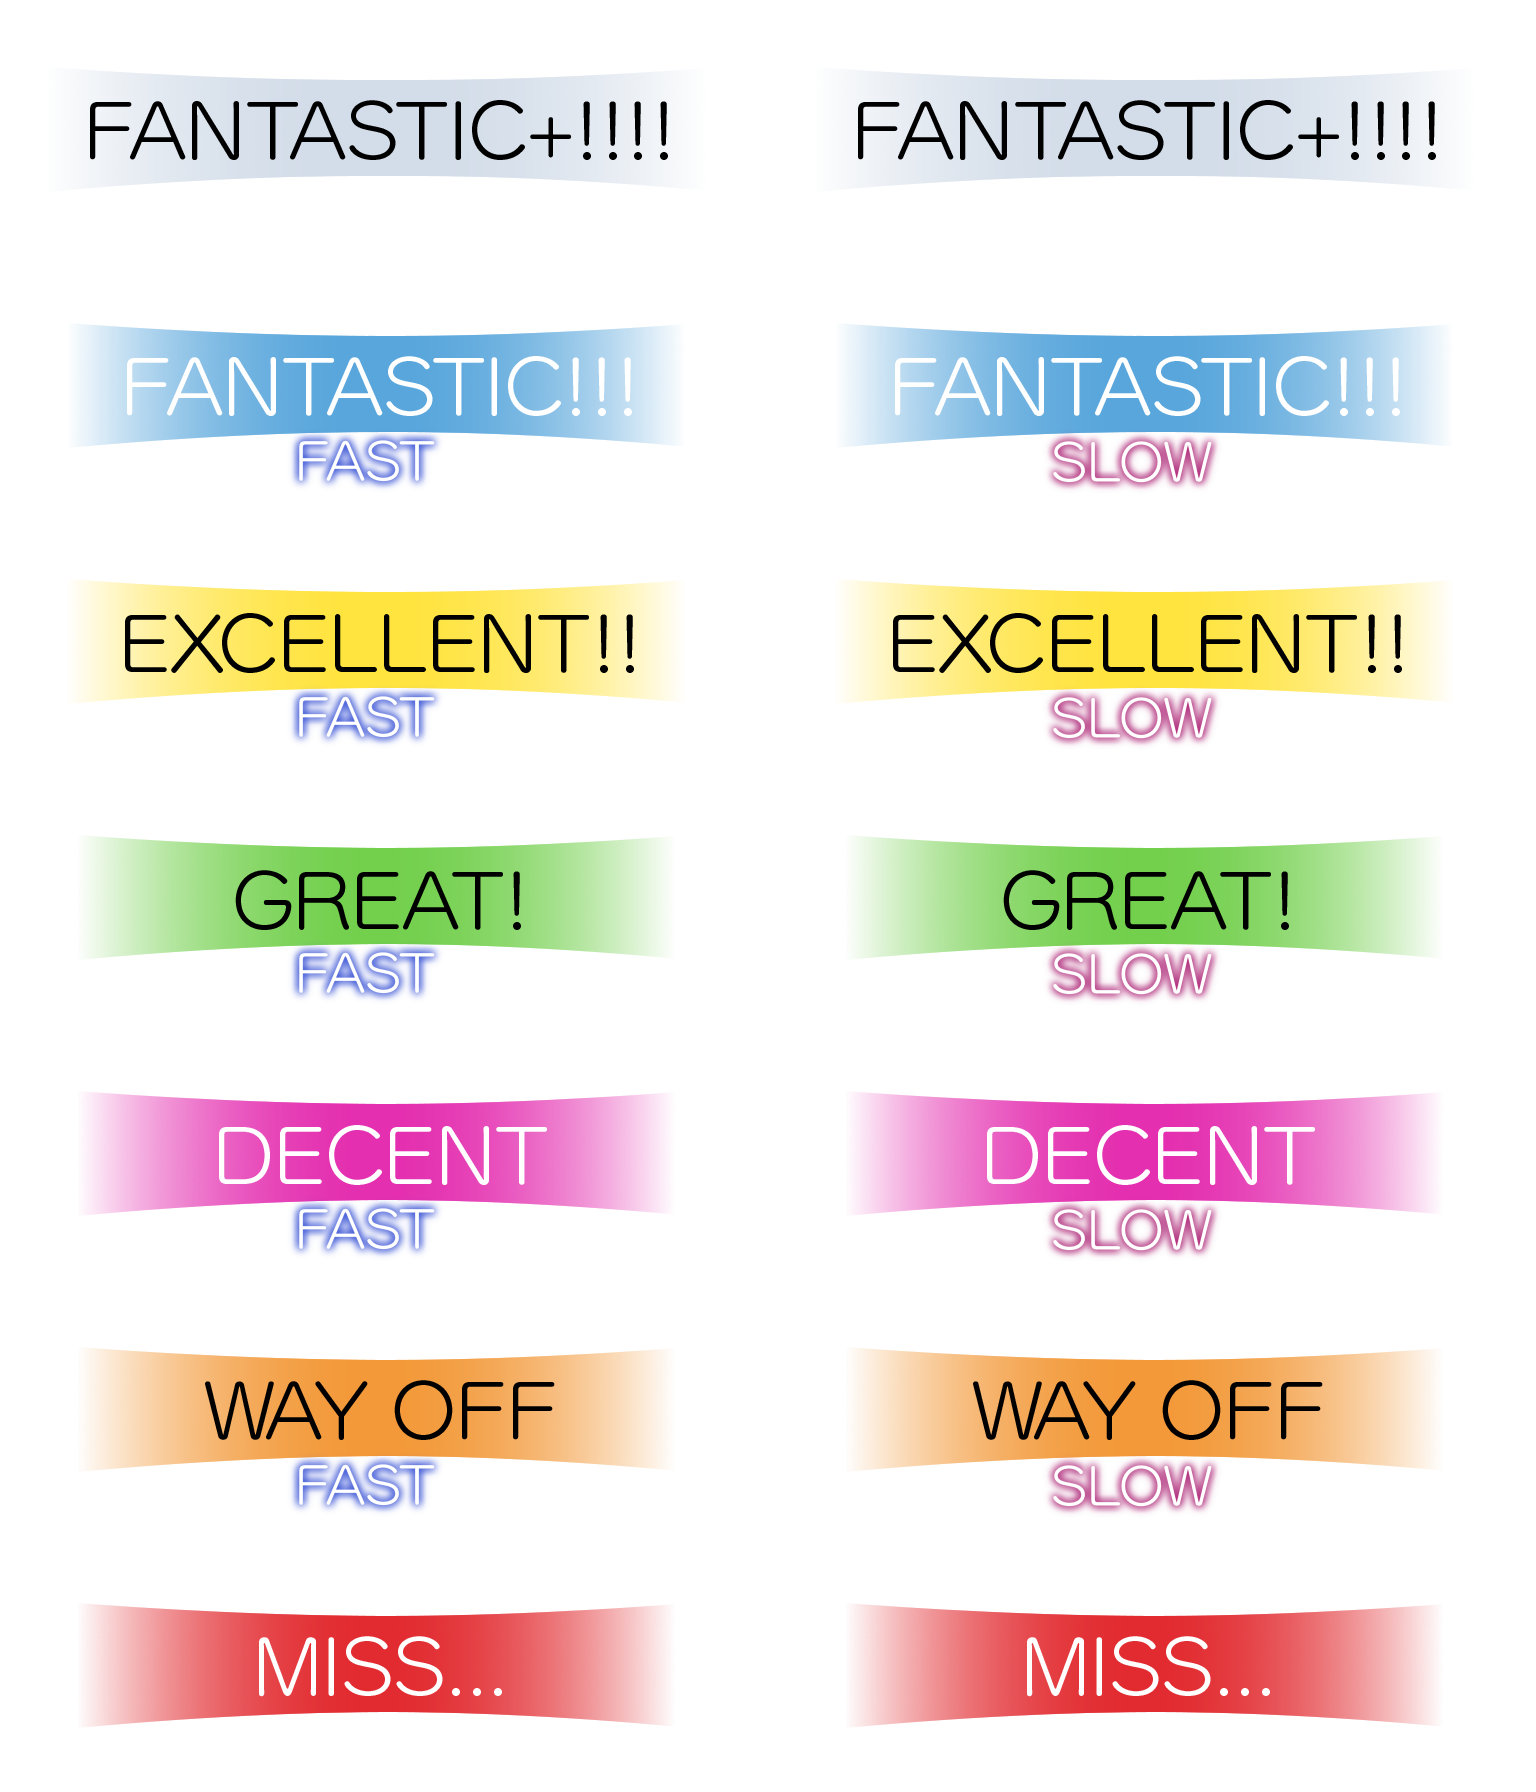 FANTASTIC+!!!! FANTASTIC+!!!!
FANTASTIC!!! FANTASTIC!!!
FAST SLOW
EXCELLENT!! EXCELLENT!!
FAST SLOW
GREAT! GREAT!
FAST SLOW
DECENT DECENT
FAST SLOW
WAY OFF WAY OFF
FAST SLOW
MISS... MISS...